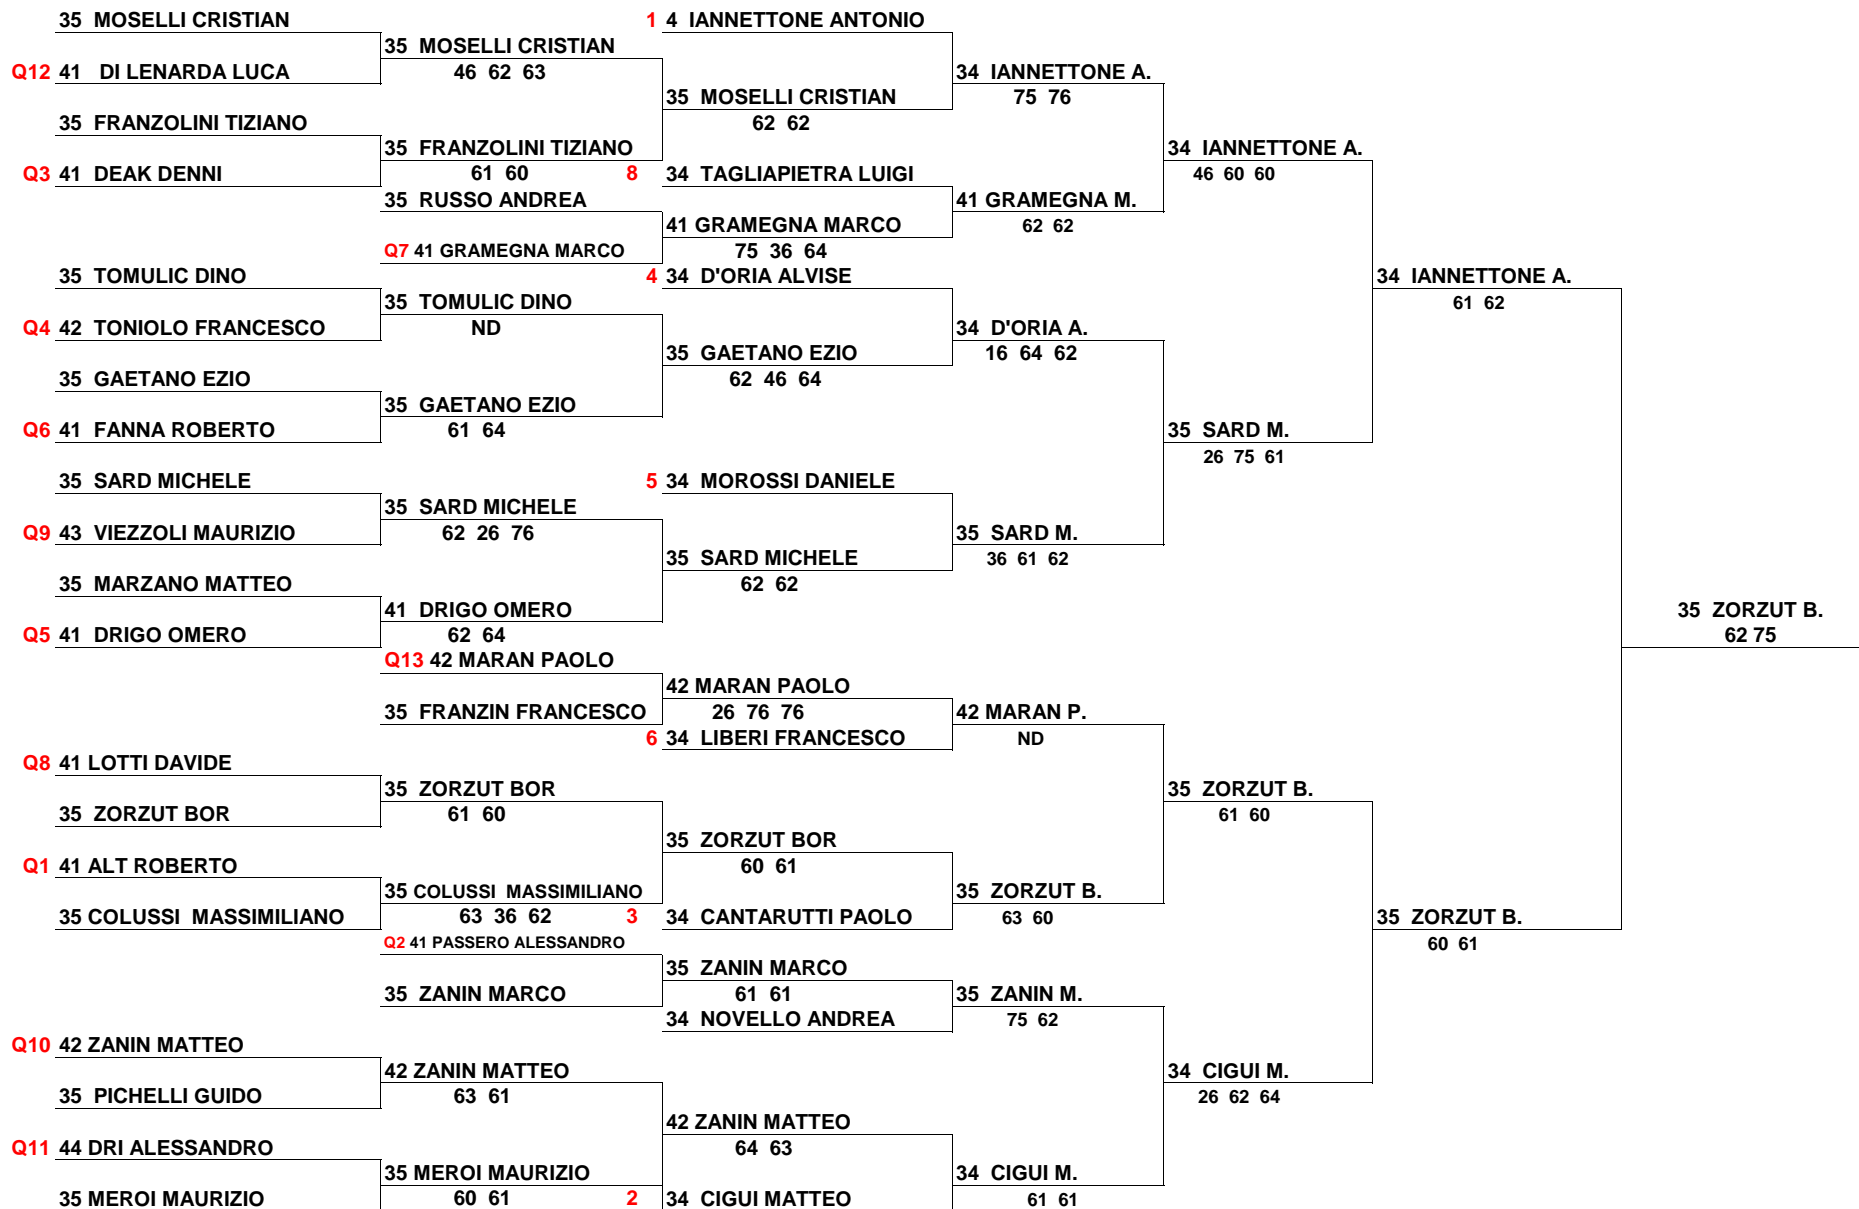 35 MOSELLI CRISTIAN 1 4 IANNETTONE ANTONIO
35 MOSELLI CRISTIAN
Q12 41 DI LENARDA LUCA 46 62 63 34 IANNETTONE A.
35 MOSELLI CRISTIAN 75 76
35 FRANZOLINI TIZIANO 62 62
35 FRANZOLINI TIZIANO 34 IANNETTONE A.
Q3 41 DEAK DENNI 61 60 8 34 TAGLIAPIETRA LUIGI 46 60 60
35 RUSSO ANDREA 41 GRAMEGNA M.
41 GRAMEGNA MARCO 62 62
Q7 41 GRAMEGNA MARCO 75 36 64
35 TOMULIC DINO 4 34 D'ORIA ALVISE 34 IANNETTONE A.
35 TOMULIC DINO 61 62
Q4 42 TONIOLO FRANCESCO ND 34 D'ORIA A.
35 GAETANO EZIO 16 64 62
35 GAETANO EZIO 62 46 64
35 GAETANO EZIO
Q6 41 FANNA ROBERTO 61 64 35 SARD M.
26 75 61
35 SARD MICHELE 5 34 MOROSSI DANIELE
35 SARD MICHELE
Q9 43 VIEZZOLI MAURIZIO 62 26 76 35 SARD M.
35 SARD MICHELE 36 61 62
35 MARZANO MATTEO 62 62
41 DRIGO OMERO 35 ZORZUT B.
Q5 41 DRIGO OMERO 62 64 62 75
Q13 42 MARAN PAOLO
42 MARAN PAOLO
35 FRANZIN FRANCESCO 26 76 76 42 MARAN P.
6 34 LIBERI FRANCESCO ND
Q8 41 LOTTI DAVIDE
35 ZORZUT BOR 35 ZORZUT B.
35 ZORZUT BOR 61 60 61 60
35 ZORZUT BOR
Q1 41 ALT ROBERTO 60 61
35 COLUSSI MASSIMILIANO 35 ZORZUT B.
35 COLUSSI MASSIMILIANO 63 36 62 3 34 CANTARUTTI PAOLO 63 60 35 ZORZUT B.
Q2 41 PASSERO ALESSANDRO 60 61
35 ZANIN MARCO
35 ZANIN MARCO 61 61 35 ZANIN M.
34 NOVELLO ANDREA 75 62
Q10 42 ZANIN MATTEO
42 ZANIN MATTEO 34 CIGUI M.
35 PICHELLI GUIDO 63 61 26 62 64
42 ZANIN MATTEO
Q11 44 DRI ALESSANDRO 64 63
35 MEROI MAURIZIO 34 CIGUI M.
35 MEROI MAURIZIO 60 61 2 34 CIGUI MATTEO 61 61